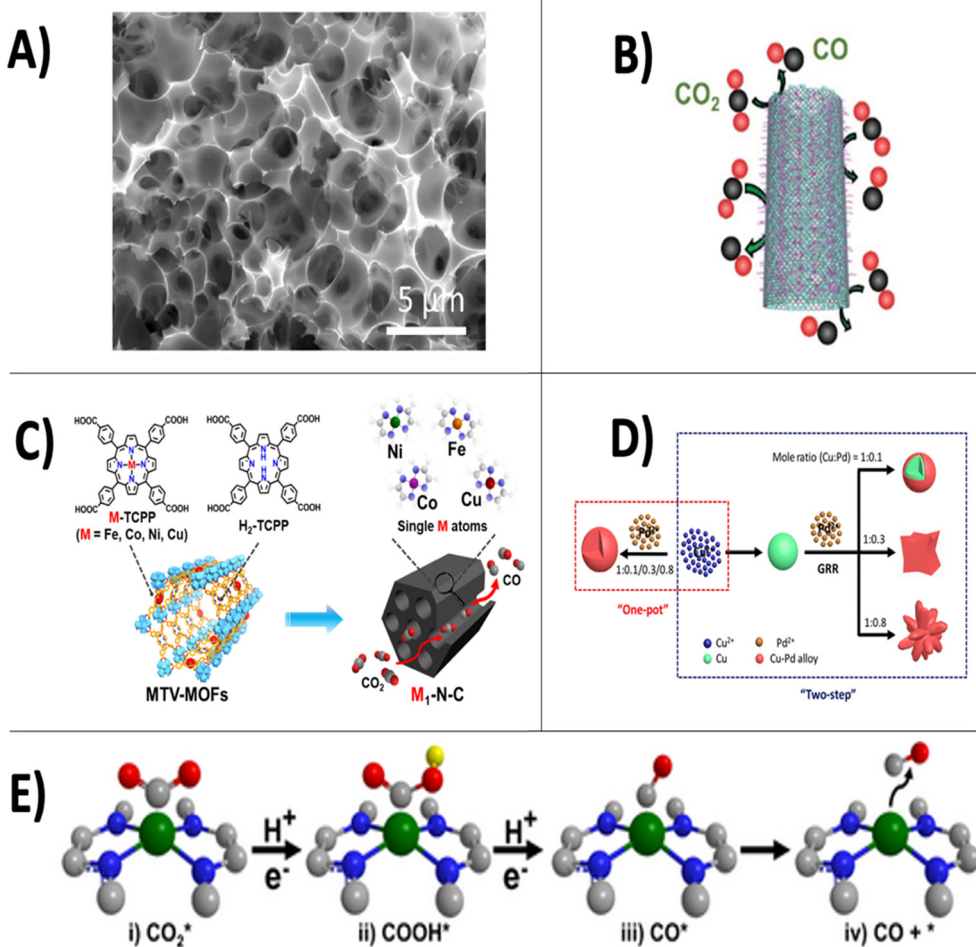 A)
5 μm
B)
CO₂
CO
C)
HOOC
COOH
M
N
N
N
N
HOOC
COOH
M-TCPP
(M = Fe, Co, Ni, Cu)
HOOC
COOH
N
H
N
N
H
N
HOOC
COOH
H₂-TCPP
MTV-MOFs
Ni
Fe
Co
Cu
Single M atoms
CO
CO₂
M₁-N-C
D)
Mole ratio (Cu:Pd) = 1:0.1
Pd²⁺
1:0.1/0.3/0.8
"One-pot"
Pd²⁺
GRR
1:0.3
1:0.8
Cu²⁺
Pd²⁺
Cu
Cu-Pd alloy
"Two-step"
E)
H⁺
e⁻
H⁺
e⁻
i) CO₂*
ii) COOH*
iii) CO*
iv) CO + *